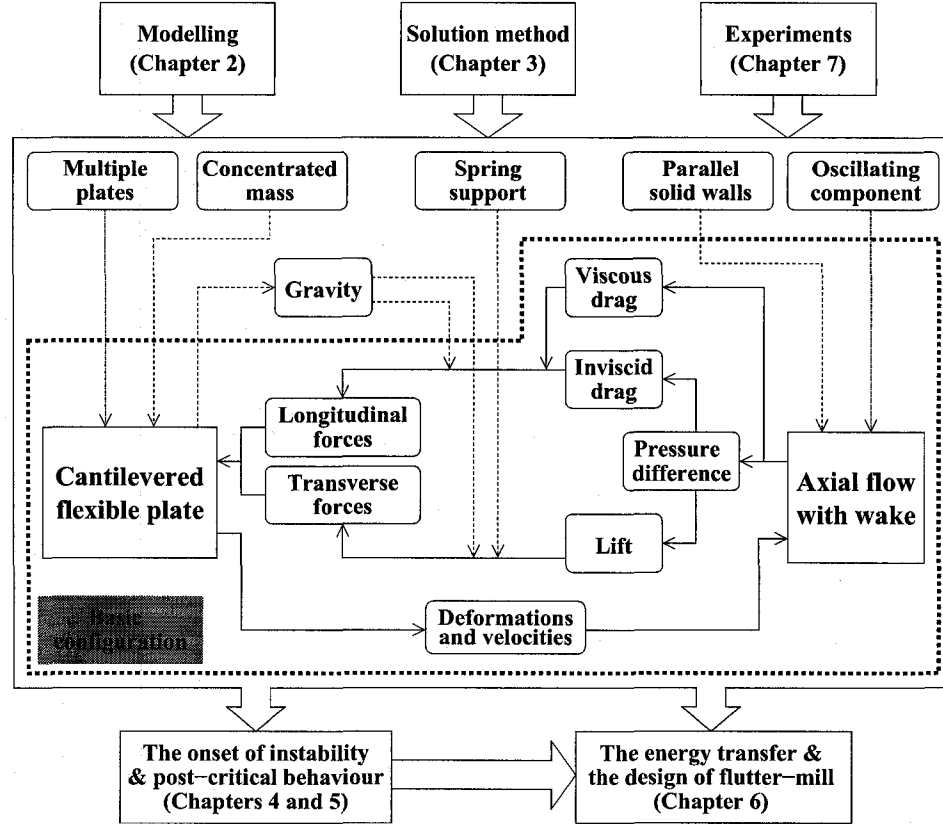 Modelling
(Chapter 2)
Solution method
(Chapter 3)
Experiments
(Chapter 7)
Multiple
plates
Concentrated
mass
Spring
support
Parallel
solid walls
Oscillating
component
Gravity
Viscous
drag
Inviscid
drag
Longitudinal
forces
Pressure
difference
Cantilevered
flexible plate
Transverse
forces
Axial flow
with wake
Lift
Basic
configuration
Deformations
and velocities
The onset of instability
& post−critical behaviour
(Chapters 4 and 5)
The energy transfer &
the design of flutter−mill
(Chapter 6)